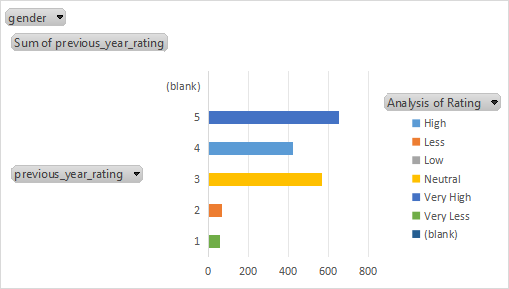 gender
Sum of previous_year_rating
(blank)
5
4
3
2
1
previous_year_rating
0 200 400 600 800
Analysis of Rating
High
Less
Low
Neutral
Very High
Very Less
(blank)